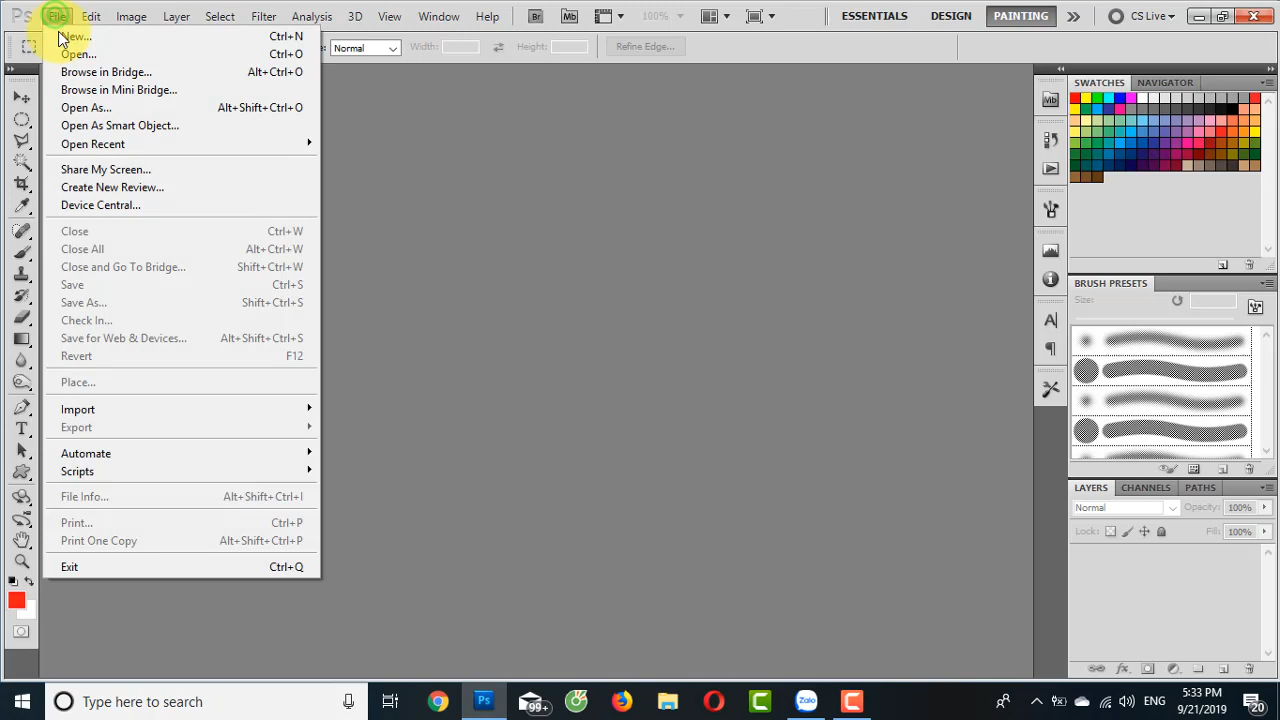 Ps File Edit Image Layer Select Filter Analysis 3D View Window Help Br Mb 100% ESSENTIALS DESIGN PAINTING CS Live
Normal Width: Height: Refine Edge...
New... Ctrl+N
Open... Ctrl+O
Browse in Bridge... Alt+Ctrl+O
Browse in Mini Bridge...
Open As... Alt+Shift+Ctrl+O
Open As Smart Object...
Open Recent
Share My Screen...
Create New Review...
Device Central...
Close Ctrl+W
Close All Alt+Ctrl+W
Close and Go To Bridge... Shift+Ctrl+W
Save Ctrl+S
Save As... Shift+Ctrl+S
Check In...
Save for Web & Devices... Alt+Shift+Ctrl+S
Revert F12
Place...
Import
Export
Automate
Scripts
File Info... Alt+Shift+Ctrl+I
Print... Ctrl+P
Print One Copy Alt+Shift+Ctrl+P
Exit Ctrl+Q
SWATCHES NAVIGATOR
Mb
BRUSH PRESETS
Size:
LAYERS CHANNELS PATHS
Normal Opacity: 100%
Lock: Fill: 100%
Type here to search
Ps
99+
Zalo
ENG
5:33 PM
9/21/2019
20